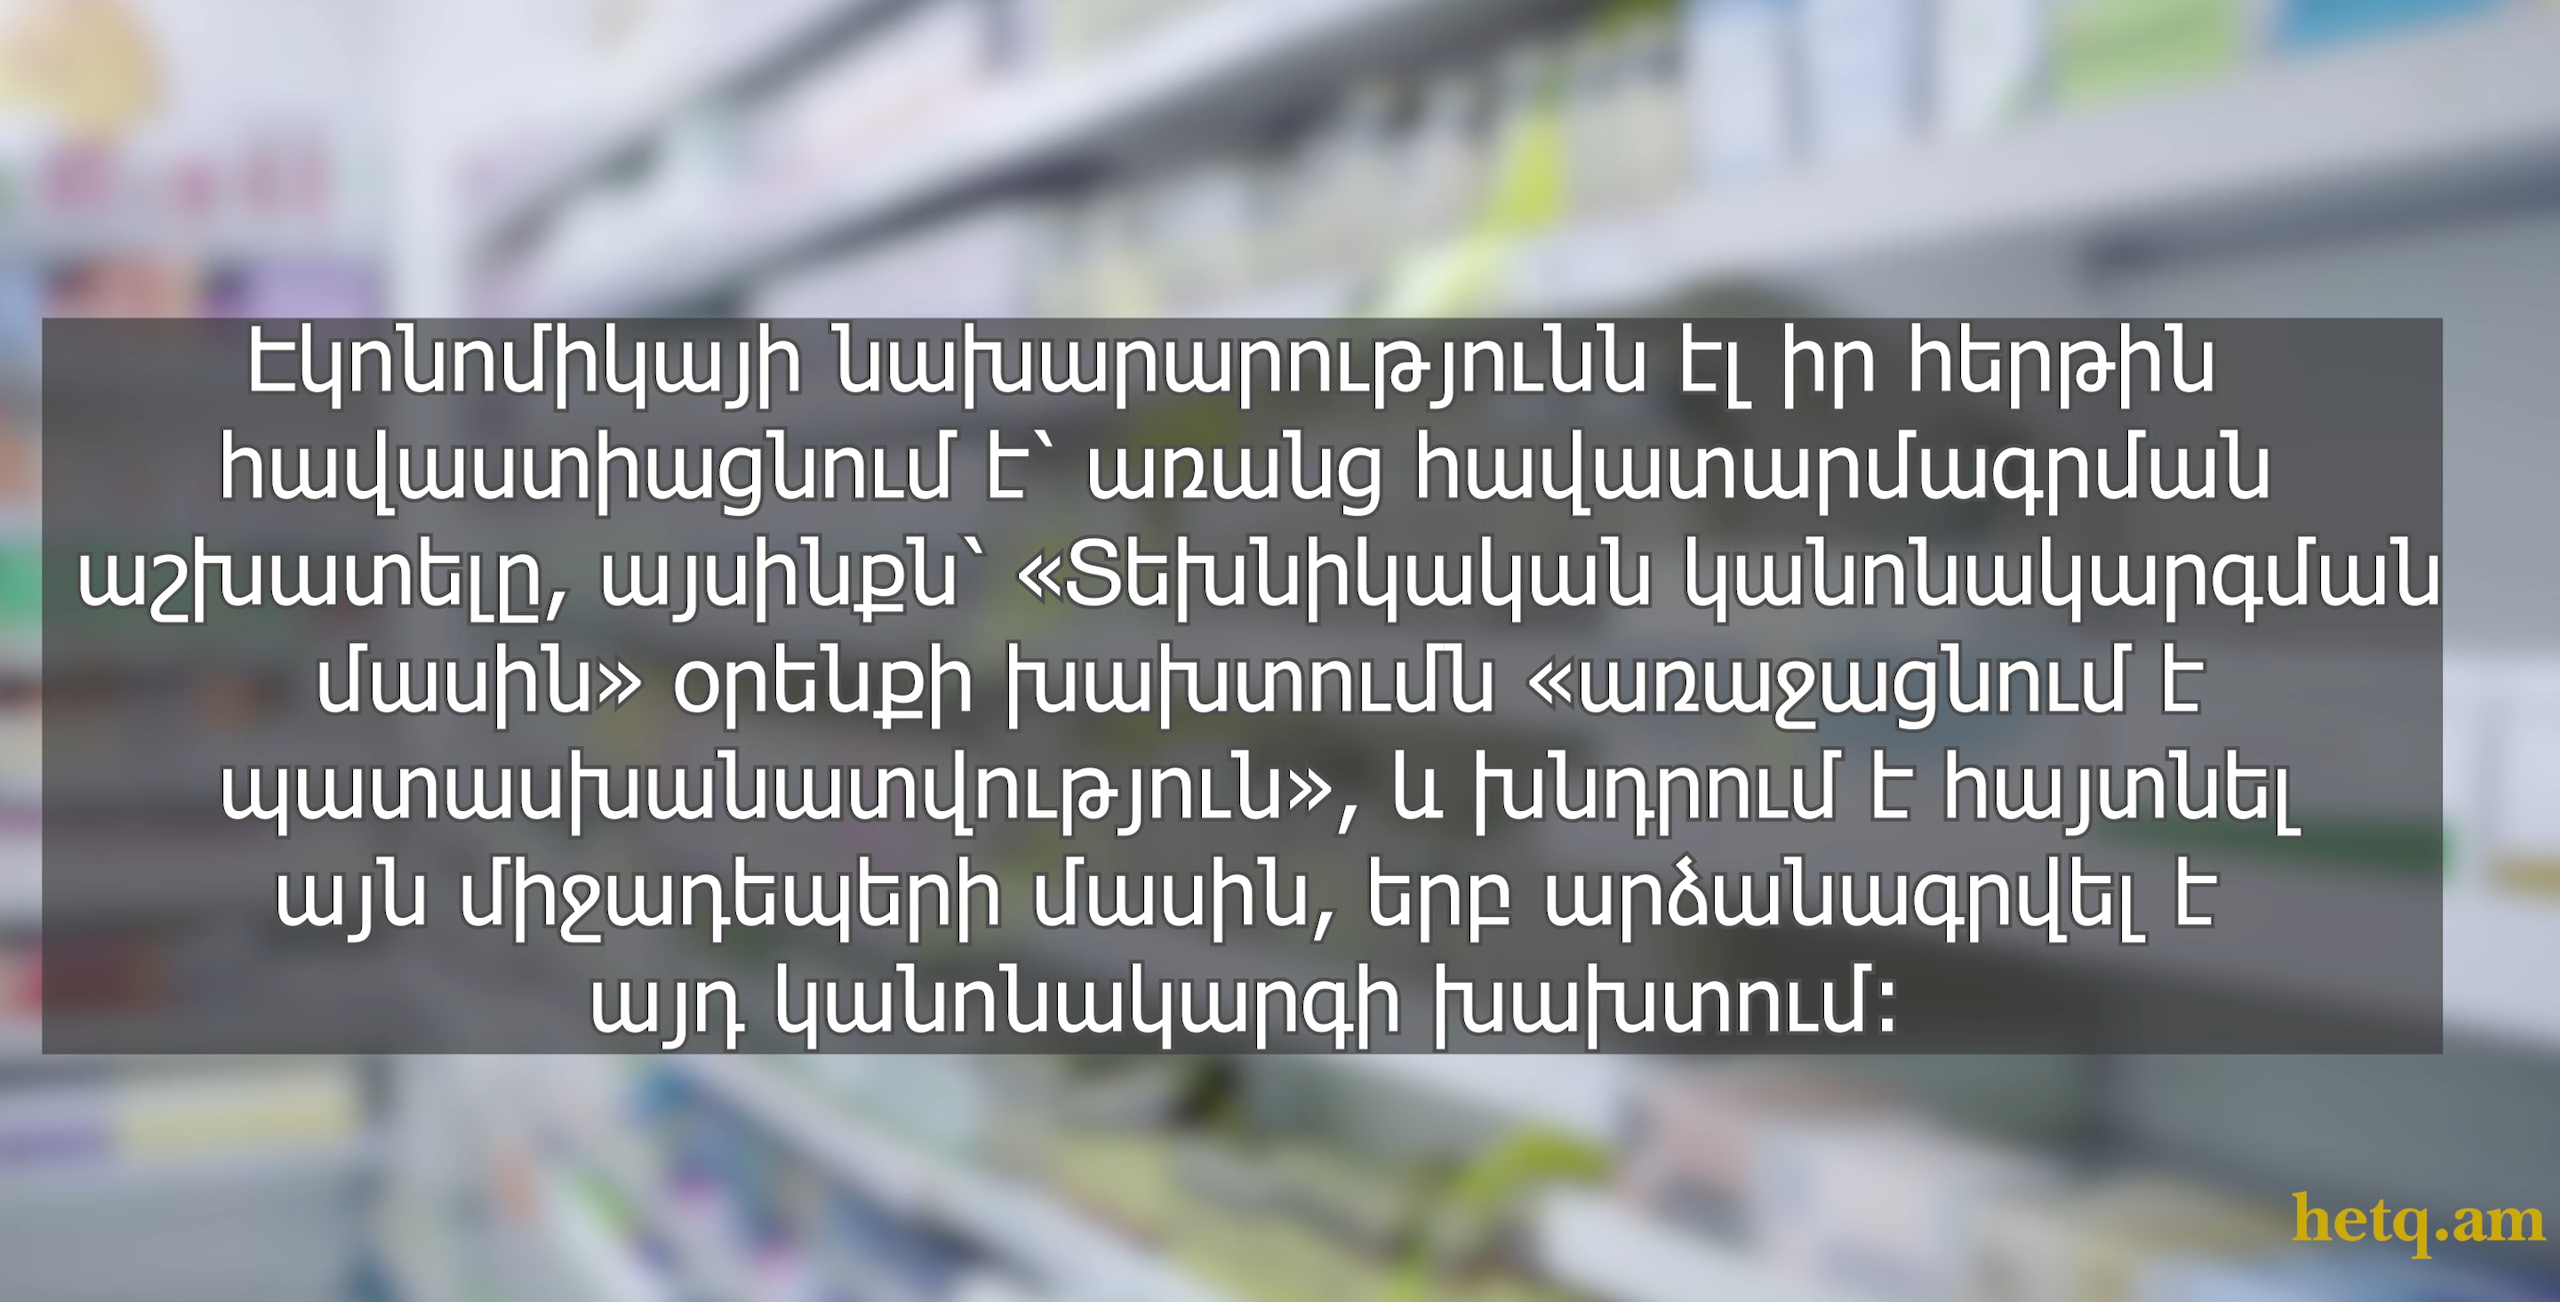 Էկոնոմիկայի նախարարությունն էլ իր հերթին
հավաստիացնում է՝ առանց հավատարմագրման
աշխատելը, այսինքն՝ «Տեխնիկական կանոնակարգման
մասին» օրենքի խախտումն «առաջացնում է
պատասխանատվություն», և խնդրում է հայտնել
այն միջադեպերի մասին, երբ արձանագրվել է
այդ կանոնակարգի խախտում:
hetq.am